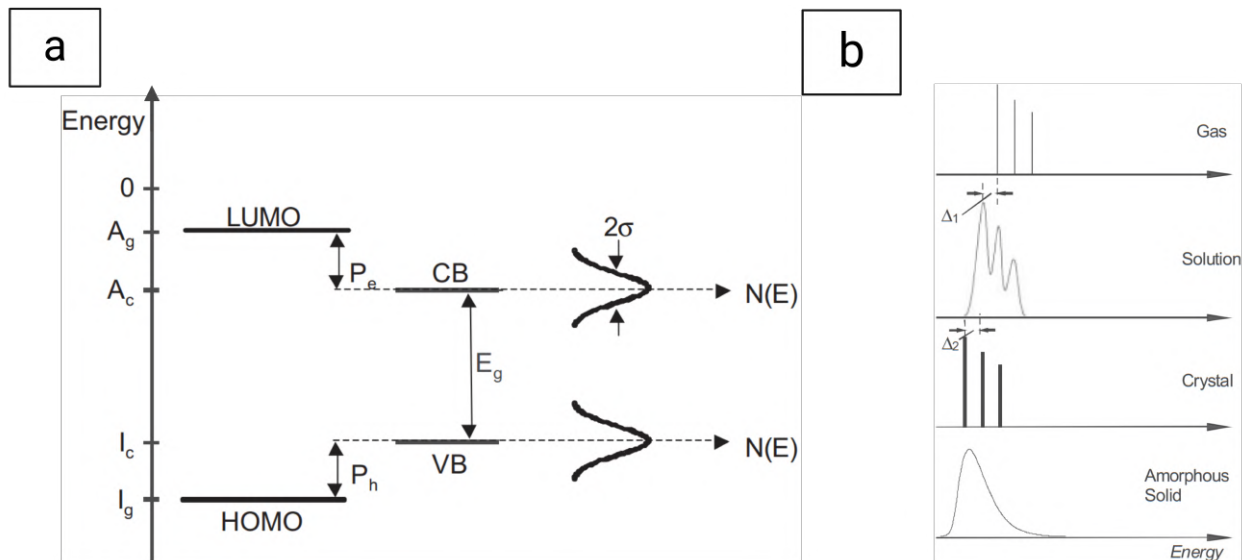 a
b
Energy
0
LUMO
A_g
P_e
2σ
CB
A_c
N(E)
E_g
I_c
N(E)
VB
P_h
I_g
HOMO
Gas
Δ₁
Solution
Δ₂
Crystal
Amorphous
Solid
Energy